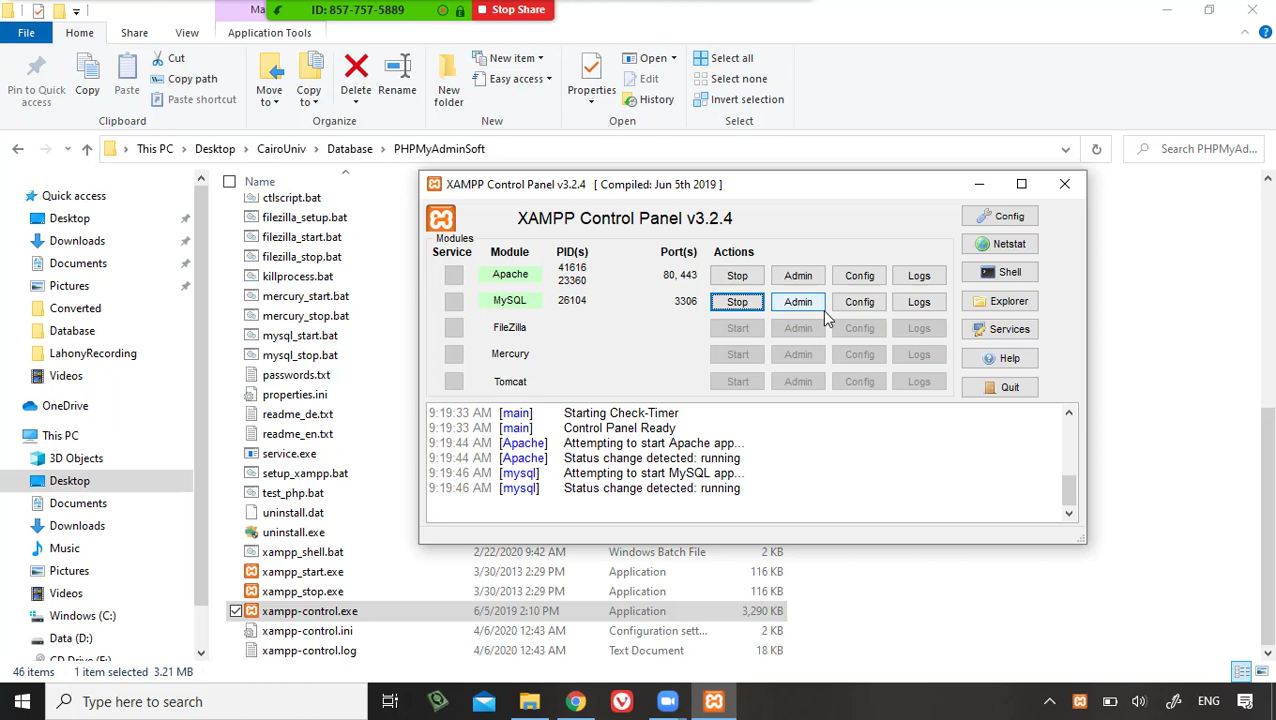 Ma
ID: 857-757-5889
Stop Share
File
Home
Share
View
Application Tools
Pin to Quick access
Copy
Paste
Cut
Copy path
Paste shortcut
Clipboard
Move to
Copy to
Delete
Rename
Organize
New folder
New item
Easy access
New
Properties
Open
Edit
History
Open
Select all
Select none
Invert selection
Select
This PC > Desktop > CairoUniv > Database > PHPMyAdminSoft
Search PHPMyAd...
Quick access
Desktop
Downloads
Documents
Pictures
Converted
Database
LahonyRecording
Videos
OneDrive
This PC
3D Objects
Desktop
Documents
Downloads
Music
Pictures
Videos
Windows (C:)
Data (D:)
CD Drive (F:)
Name
ctlscript.bat
filezilla_setup.bat
filezilla_start.bat
filezilla_stop.bat
killprocess.bat
mercury_start.bat
mercury_stop.bat
mysql_start.bat
mysql_stop.bat
passwords.txt
properties.ini
readme_de.txt
readme_en.txt
service.exe
setup_xampp.bat
test_php.bat
uninstall.dat
uninstall.exe
xampp_shell.bat 2/22/2020 9:42 AM Windows Batch File 2 KB
xampp_start.exe 3/30/2013 2:29 PM Application 116 KB
xampp_stop.exe 3/30/2013 2:29 PM Application 116 KB
xampp-control.exe 6/5/2019 2:10 PM Application 3,290 KB
xampp-control.ini 4/6/2020 12:43 AM Configuration sett... 2 KB
xampp-control.log 4/6/2020 12:43 AM Text Document 18 KB
XAMPP Control Panel v3.2.4 [ Compiled: Jun 5th 2019 ]
XAMPP Control Panel v3.2.4
Modules
Service Module PID(s) Port(s) Actions
Apache 41616 23360 80, 443 Stop Admin Config Logs
MySQL 26104 3306 Stop Admin Config Logs
FileZilla Start Admin Config Logs
Mercury Start Admin Config Logs
Tomcat Start Admin Config Logs
Config
Netstat
Shell
Explorer
Services
Help
Quit
9:19:33 AM [main] Starting Check-Timer
9:19:33 AM [main] Control Panel Ready
9:19:44 AM [Apache] Attempting to start Apache app...
9:19:44 AM [Apache] Status change detected: running
9:19:46 AM [mysql] Attempting to start MySQL app...
9:19:46 AM [mysql] Status change detected: running
46 items 1 item selected 3.21 MB
Type here to search
ENG
9:19 AM